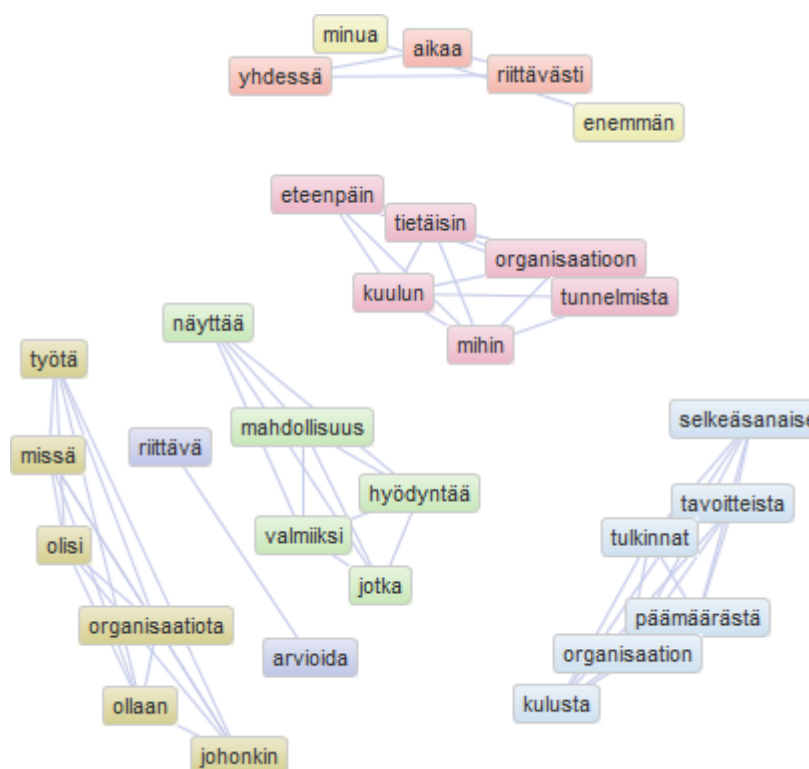 minua
aikaa
yhdessä
riittävästi
enemmän
eteenpäin
tietäisin
organisaatioon
kuulun
tunnelmista
mihin
näyttää
työtä
mahdollisuus
selkeäsanaise
missä
riittävä
hyödyntää
tavoitteista
valmiiksi
tulkinnat
olisi
jotka
organisaatiota
päämäärästä
arvioida
organisaation
ollaan
kulusta
johonkin